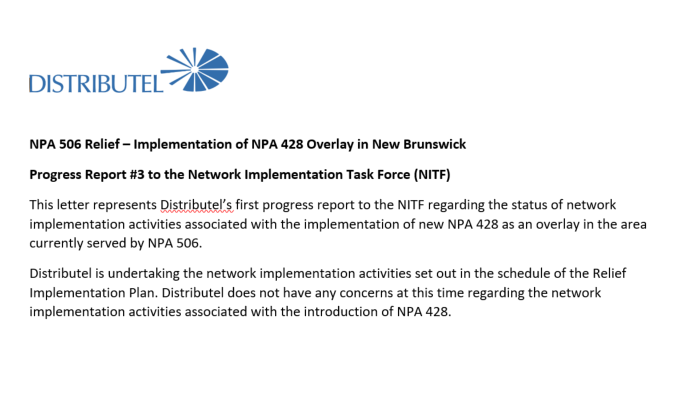 DISTRIBUTEL
NPA 506 Relief – Implementation of NPA 428 Overlay in New Brunswick
Progress Report #3 to the Network Implementation Task Force (NITF)
This letter represents Distributel's first progress report to the NITF regarding the status of network
implementation activities associated with the implementation of new NPA 428 as an overlay in the area
currently served by NPA 506.
Distributel is undertaking the network implementation activities set out in the schedule of the Relief
Implementation Plan. Distributel does not have any concerns at this time regarding the network
implementation activities associated with the introduction of NPA 428.